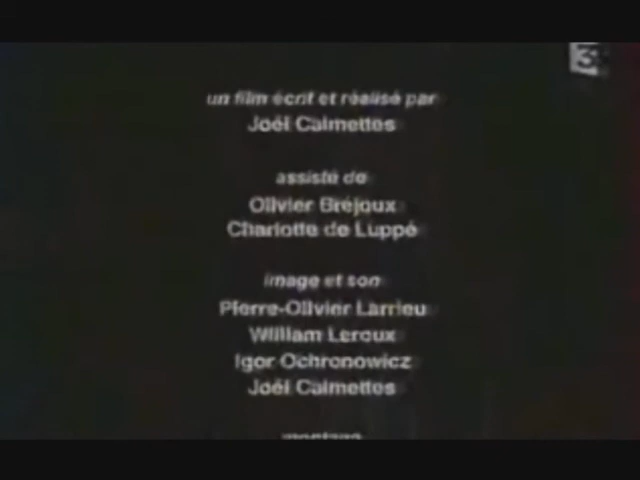 3
un film écrit et réalisé par
Joël Calmettes
assisté de
Olivier Bréjoux
Charlotte de Luppé
image et son
Pierre-Olivier Larrieu
William Leroux
Igor Ochronowicz
Joël Calmettes
montage